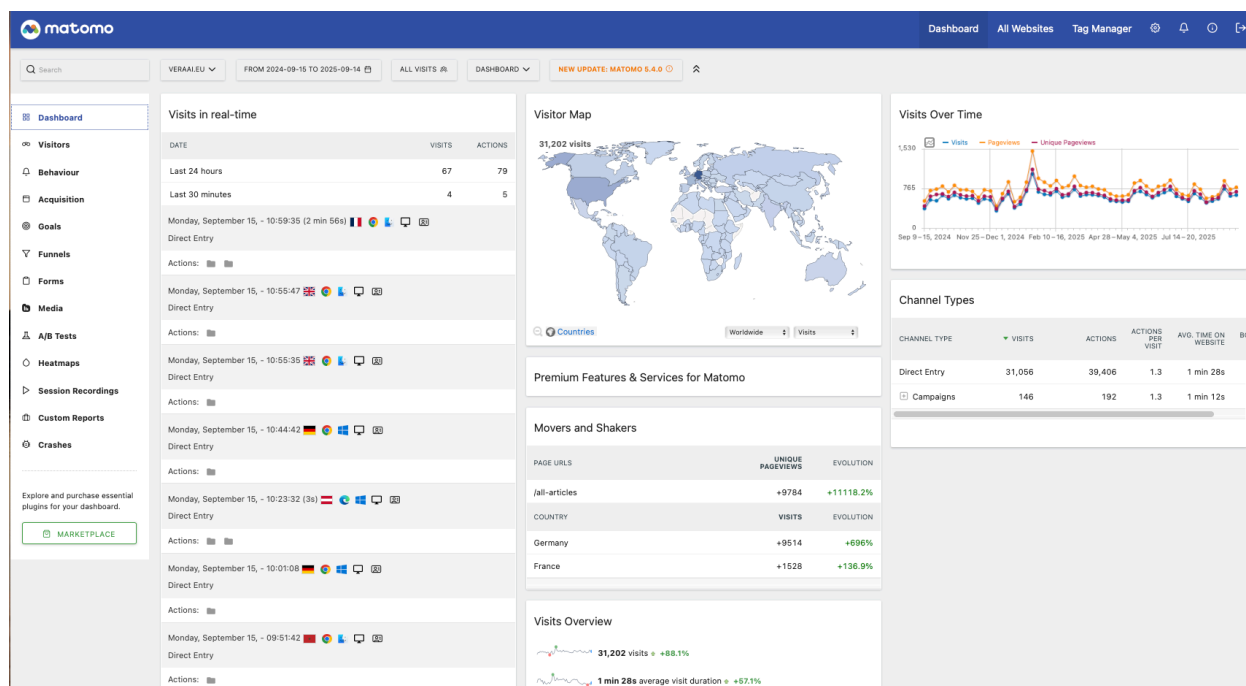 matomo
Dashboard All Websites Tag Manager
Search VERAAI.EU FROM 2024-09-15 TO 2025-09-14 ALL VISITS DASHBOARD NEW UPDATE: MATOMO 5.4.0
Dashboard
Visitors
Behaviour
Acquisition
Goals
Funnels
Forms
Media
A/B Tests
Heatmaps
Session Recordings
Custom Reports
Crashes
Explore and purchase essential
plugins for your dashboard.
MARKETPLACE
Visits in real-time
DATE VISITS ACTIONS
Last 24 hours 67 79
Last 30 minutes 4 5
Monday, September 15, - 10:59:35 (2 min 56s)
Direct Entry
Actions:
Monday, September 15, - 10:55:47
Direct Entry
Actions:
Monday, September 15, - 10:55:35
Direct Entry
Actions:
Monday, September 15, - 10:44:42
Direct Entry
Actions:
Monday, September 15, - 10:23:32 (3s)
Direct Entry
Actions:
Monday, September 15, - 10:01:08
Direct Entry
Actions:
Monday, September 15, - 09:51:42
Direct Entry
Actions:
Visitor Map
31,202 visits
Countries Worldwide Visits
Premium Features & Services for Matomo
Movers and Shakers
PAGE URLS UNIQUE PAGEVIEWS EVOLUTION
/all-articles +9784 +11118.2%
COUNTRY VISITS EVOLUTION
Germany +9514 +696%
France +1528 +136.9%
Visits Overview
31,202 visits +88.1%
1 min 28s average visit duration +57.1%
Visits Over Time
Visits Pageviews Unique Pageviews
1,530
765
0
Sep 9–15, 2024 Nov 25–Dec 1, 2024 Feb 10–16, 2025 Apr 28–May 4, 2025 Jul 14–20, 2025
Channel Types
CHANNEL TYPE VISITS ACTIONS ACTIONS PER VISIT AVG. TIME ON WEBSITE
Direct Entry 31,056 39,406 1.3 1 min 28s
Campaigns 146 192 1.3 1 min 12s